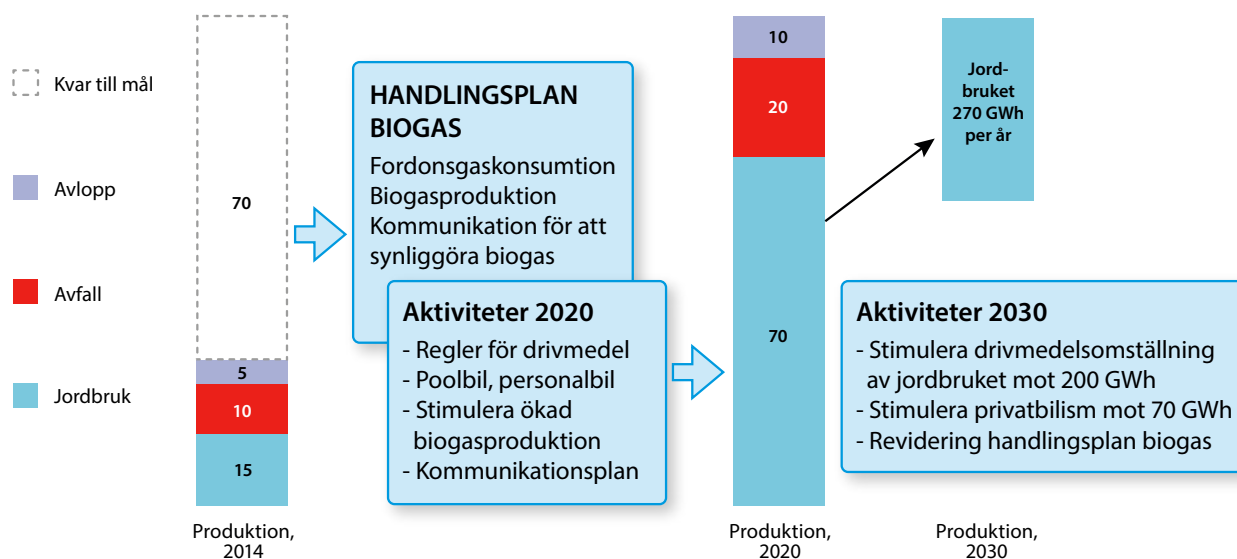 Kvar till mål
Avlopp
Avfall
Jordbruk
70
5
10
15
Produktion,
2014
HANDLINGSPLAN
BIOGAS
Fordonsgaskonsumtion
Biogasproduktion
Kommunikation för att
synliggöra biogas
Aktiviteter 2020
- Regler för drivmedel
- Poolbil, personalbil
- Stimulera ökad
biogasproduktion
- Kommunikationsplan
10
20
70
Produktion,
2020
Jord-
bruket
270 GWh
per år
Aktiviteter 2030
- Stimulera drivmedelsomställning
av jordbruket mot 200 GWh
- Stimulera privatbilism mot 70 GWh
- Revidering handlingsplan biogas
Produktion,
2030